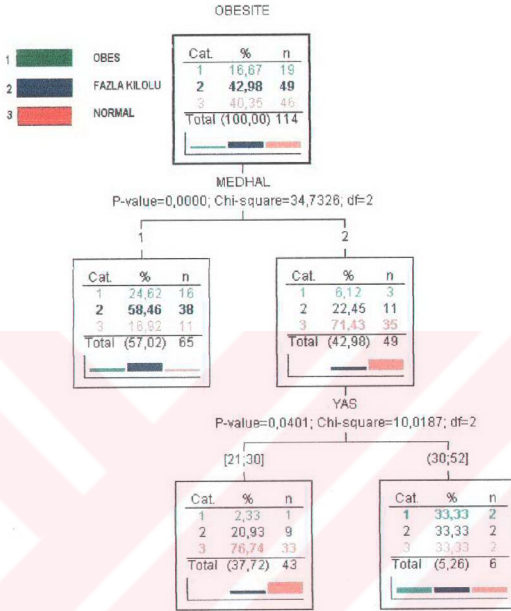 OBESITE
1 OBES
2 FAZLA KILOLU
3 NORMAL
Cat. % n
1 16,67 19
2 42,98 49
3 40,35 46
Total (100,00) 114
MEDHAL
P-value=0,0000; Chi-square=34,7326; df=2
1 2
Cat. % n
1 24,62 16
2 58,46 38
3 16,92 11
Total (57,02) 65
Cat. % n
1 6,12 3
2 22,45 11
3 71,43 35
Total (42,98) 49
YAS
P-value=0,0401; Chi-square=10,0187; df=2
[21;30] (30;52]
Cat. % n
1 2,33 1
2 20,93 9
3 76,74 33
Total (37,72) 43
Cat. % n
1 33,33 2
2 33,33 2
3 33,33 2
Total (5,26) 6